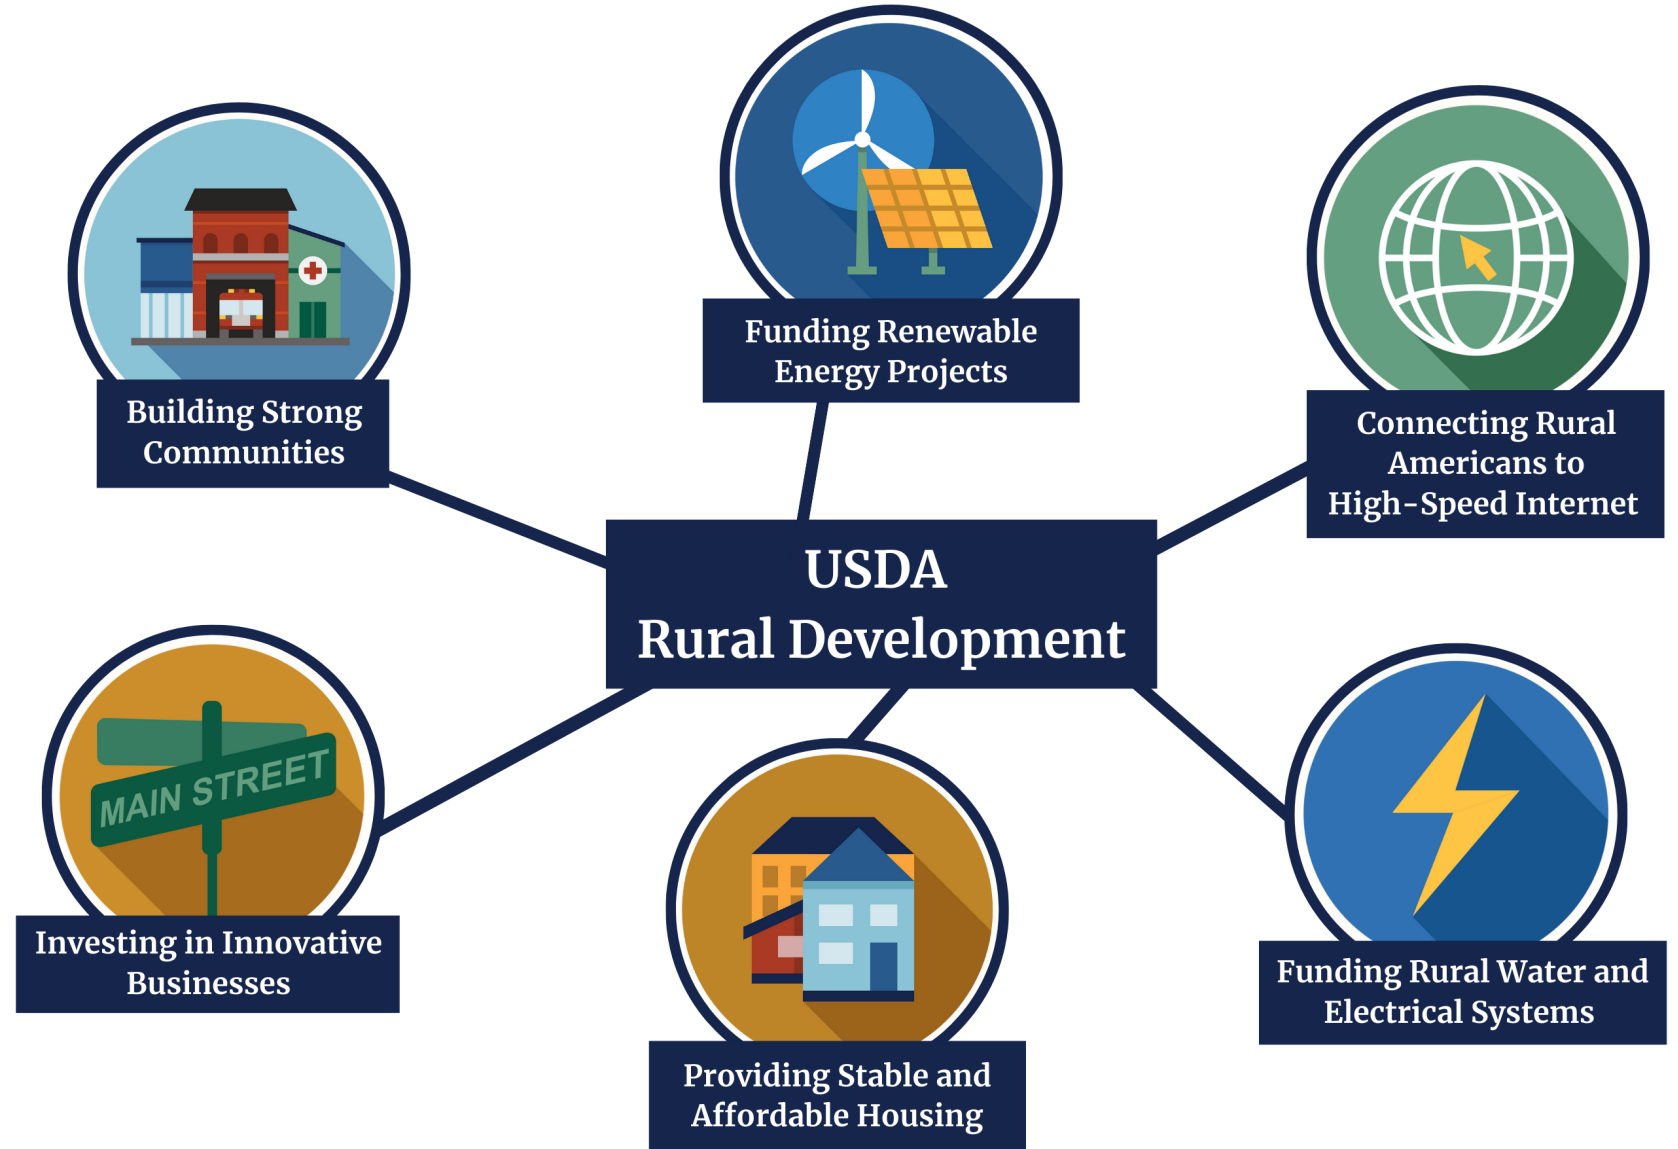 Funding Renewable
Energy Projects
Building Strong
Communities
Connecting Rural
Americans to
High-Speed Internet
USDA
Rural Development
MAIN STREET
Investing in Innovative
Businesses
Providing Stable and
Affordable Housing
Funding Rural Water and
Electrical Systems